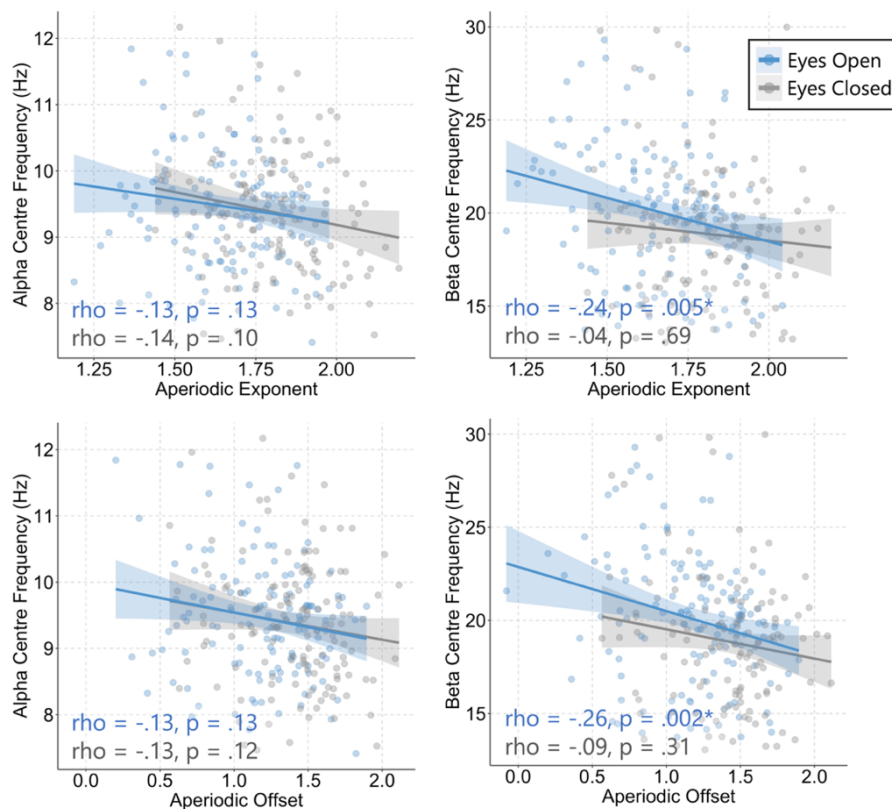 12
11
10
9
8
Alpha Centre Frequency (Hz)
rho = -.13, p = .13
rho = -.14, p = .10
1.25 1.50 1.75 2.00
Aperiodic Exponent
30
25
20
15
Beta Centre Frequency (Hz)
Eyes Open
Eyes Closed
rho = -.24, p = .005*
rho = -.04, p = .69
1.25 1.50 1.75 2.00
Aperiodic Exponent
12
11
10
9
8
Alpha Centre Frequency (Hz)
rho = -.13, p = .13
rho = -.13, p = .12
0.0 0.5 1.0 1.5 2.0
Aperiodic Offset
30
25
20
15
Beta Centre Frequency (Hz)
rho = -.26, p = .002*
rho = -.09, p = .31
0.0 0.5 1.0 1.5 2.0
Aperiodic Offset